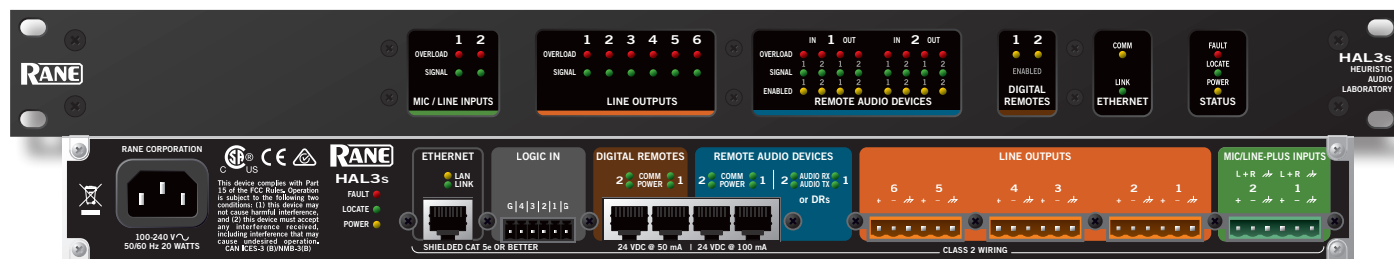 1 2
OVERLOAD
SIGNAL
MIC / LINE INPUTS
1 2 3 4 5 6
OVERLOAD
SIGNAL
LINE OUTPUTS
IN 1 OUT IN 2 OUT
OVERLOAD
1 2 1 2 1 2 1 2
SIGNAL
1 2 1 2 1 2 1 2
ENABLED
REMOTE AUDIO DEVICES
1 2
ENABLED
DIGITAL
REMOTES
COMM
LINK
ETHERNET
FAULT
LOCATE
POWER
STATUS
RANE
HAL3s
HEURISTIC
AUDIO
LABORATORY
RANE CORPORATION
100-240 V
50/60 Hz 20 WATTS
SA ® CE
C US
This device complies with Part
15 of the FCC Rules. Operation
is subject to the following two
conditions: (1) this device may
not cause harmful interference,
and (2) this device must accept
any interference received,
including interference that may
cause undesired operation.
CAN ICES-3 (B)/NMB-3(B)
RANE
HAL3s
FAULT
LOCATE
POWER
ETHERNET
LAN
LINK
SHIELDED CAT 5e OR BETTER
LOGIC IN
G|4|3|2|1|G
DIGITAL REMOTES
2 COMM 1
POWER
REMOTE AUDIO DEVICES
2 COMM 1 | 2 AUDIO RX 1
POWER AUDIO TX
or DRs
24 VDC @ 50 mA | 24 VDC @ 100 mA
LINE OUTPUTS
6 5 4 3 2 1
+ - + - + - + - + - + -
CLASS 2 WIRING
MIC/LINE-PLUS INPUTS
L+R L+R
2 1
+ - + -